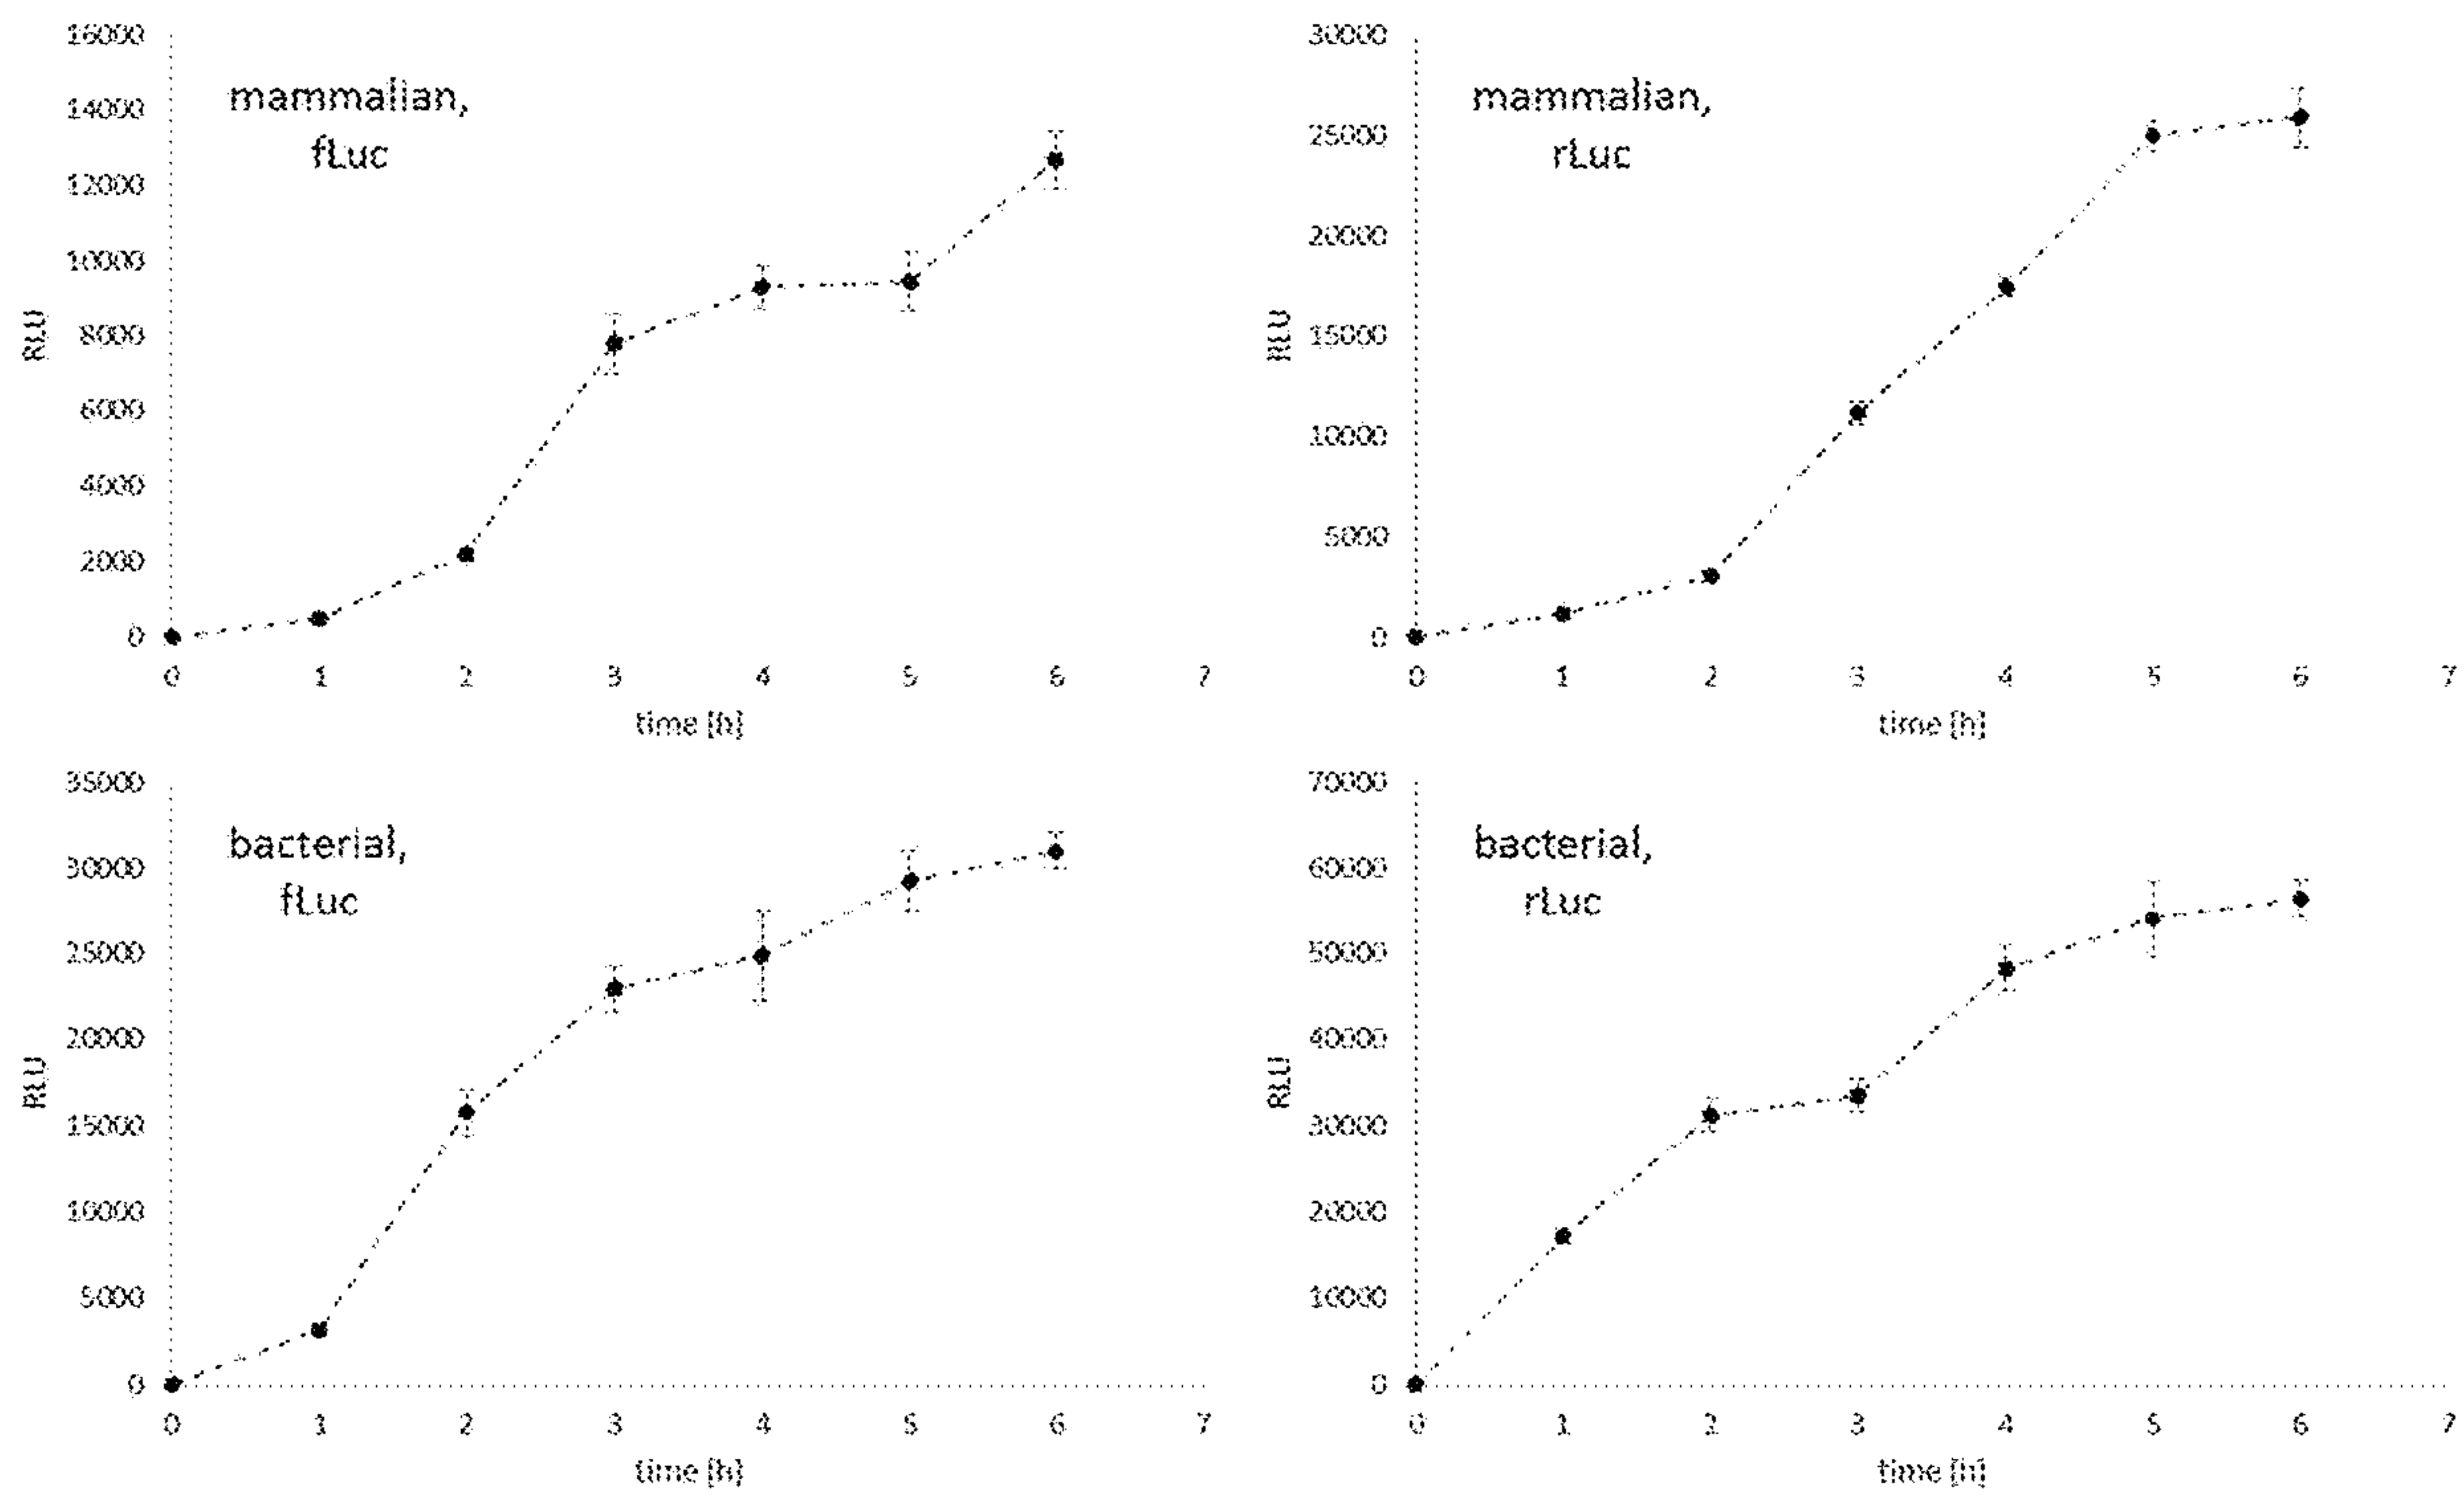 16000
14000
12000
10000
8000
6000
4000
2000
0
RLU
mammalian,
fLuc
0 1 2 3 4 5 6 7
time [h]
30000
25000
20000
15000
10000
5000
0
RLU
mammalian,
rLuc
0 1 2 3 4 5 6 7
time [h]
35000
30000
25000
20000
15000
10000
5000
0
RLU
bacterial,
fLuc
0 1 2 3 4 5 6 7
time [h]
70000
60000
50000
40000
30000
20000
10000
0
RLU
bacterial,
rLuc
0 1 2 3 4 5 6 7
time [h]